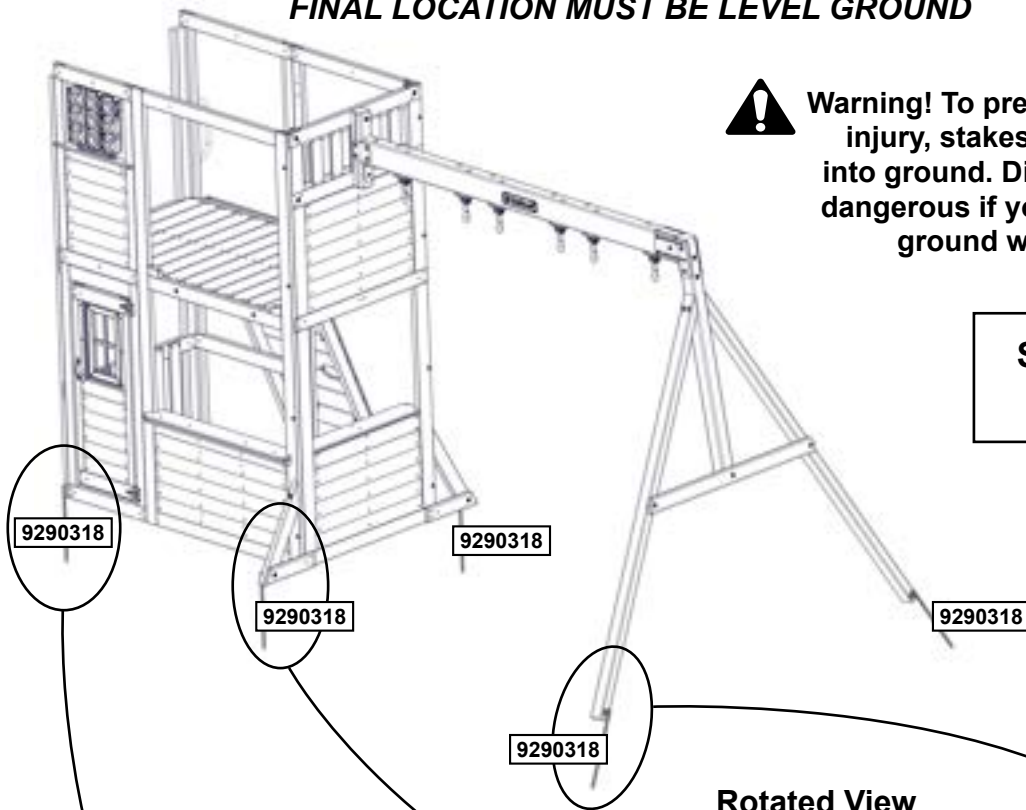 FINAL LOCATION MUST BE LEVEL GROUND
Warning! To pre
injury, stakes
into ground. Di
dangerous if ye
ground w
S
9290318
9290318
9290318
9290318
9290318
Rotated View